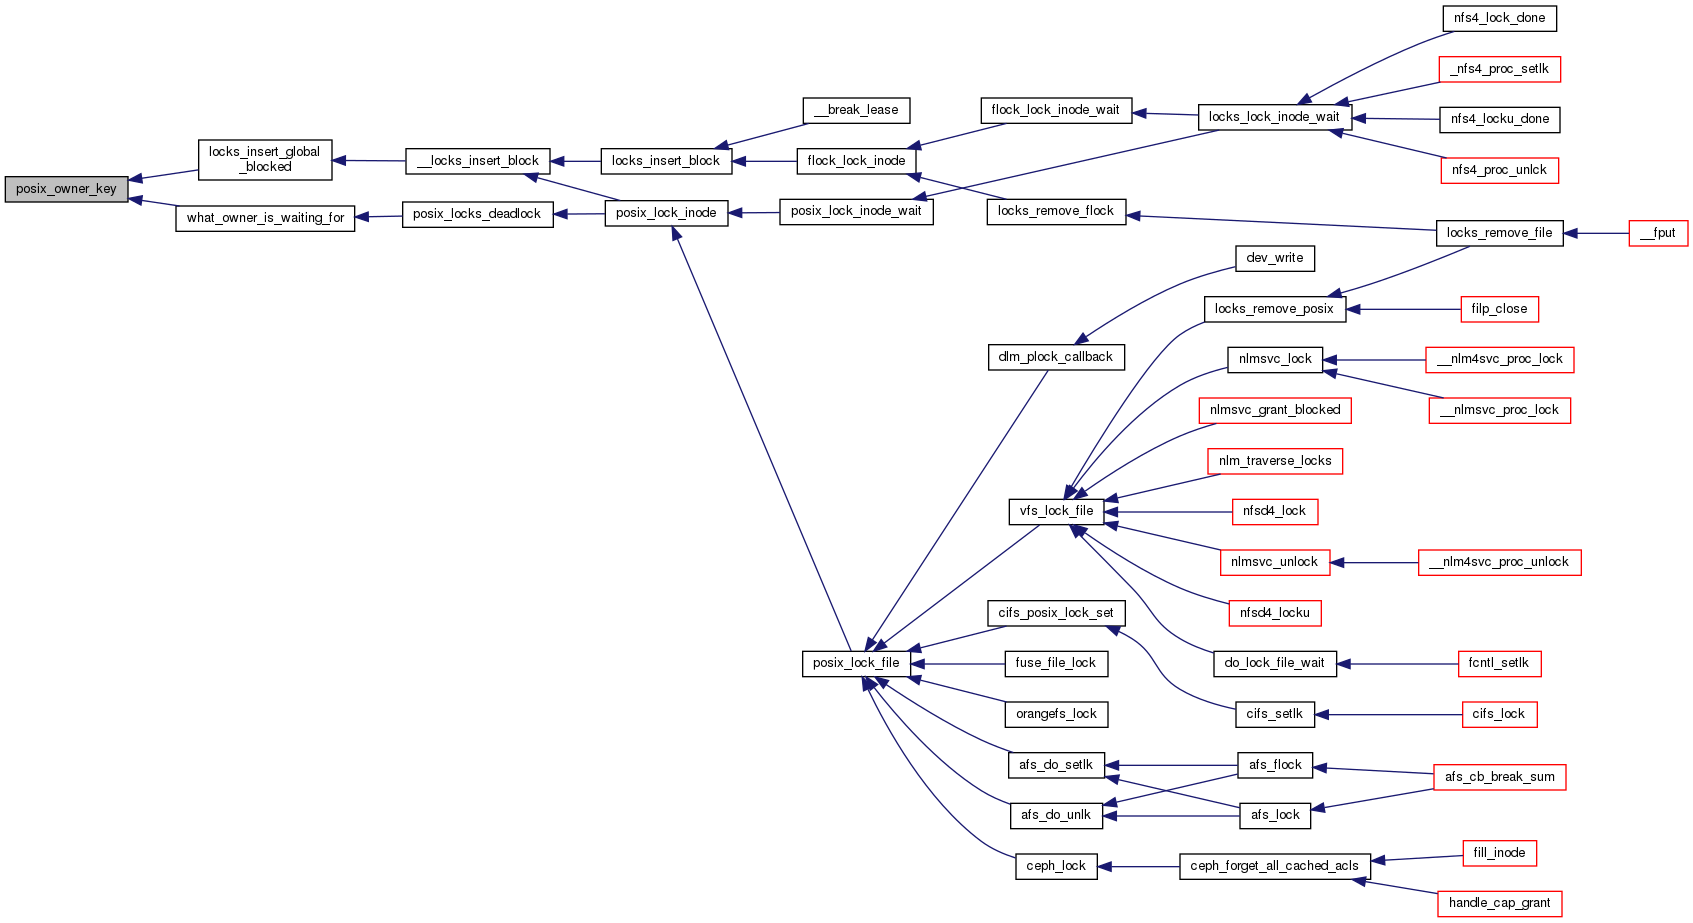 nfs4_lock_done
_nfs4_proc_setlk
__break_lease
flock_lock_inode_wait
locks_lock_inode_wait
nfs4_locku_done
locks_insert_global
_blocked
__locks_insert_block
locks_insert_block
flock_lock_inode
nfs4_proc_unlck
posix_owner_key
what_owner_is_waiting_for
posix_locks_deadlock
posix_lock_inode
posix_lock_inode_wait
locks_remove_flock
locks_remove_file
__fput
dev_write
locks_remove_posix
filp_close
dlm_plock_callback
nlmsvc_lock
__nlm4svc_proc_lock
nlmsvc_grant_blocked
__nlmsvc_proc_lock
nlm_traverse_locks
vfs_lock_file
nfsd4_lock
nlmsvc_unlock
__nlm4svc_proc_unlock
cifs_posix_lock_set
nfsd4_locku
posix_lock_file
fuse_file_lock
do_lock_file_wait
fcntl_setlk
orangefs_lock
cifs_setlk
cifs_lock
afs_do_setlk
afs_flock
afs_cb_break_sum
afs_do_unlk
afs_lock
ceph_lock
ceph_forget_all_cached_acls
fill_inode
handle_cap_grant